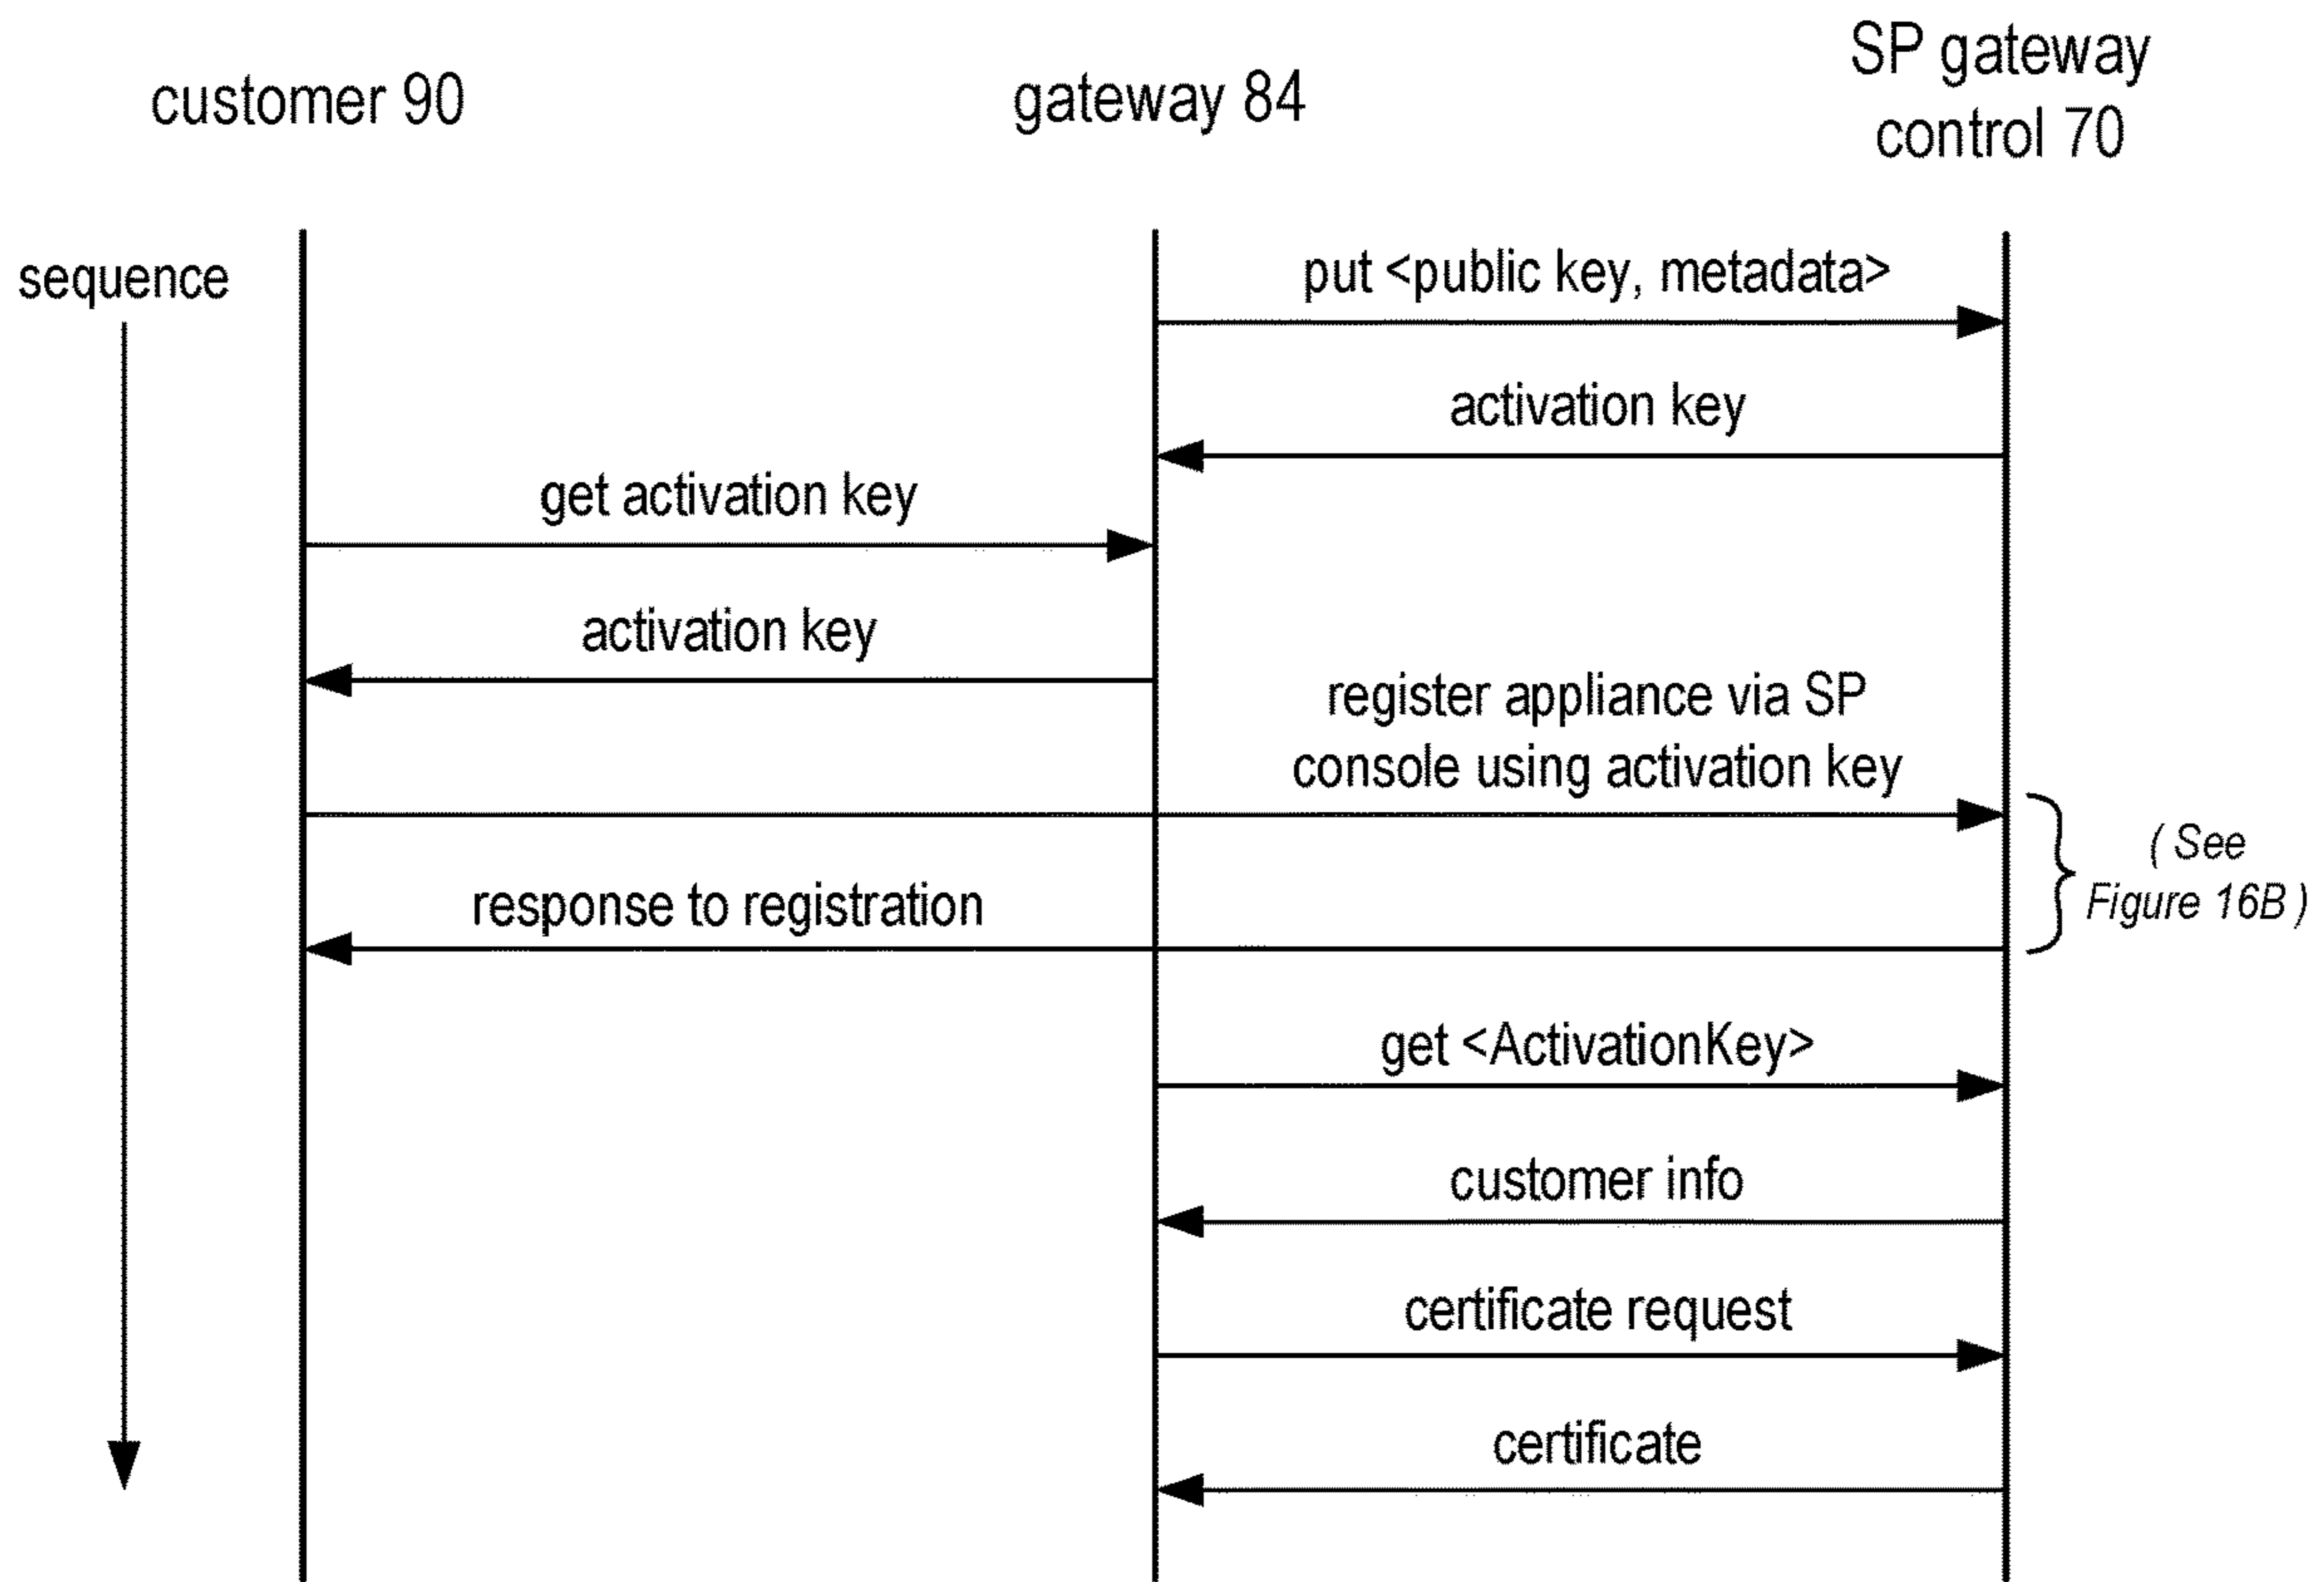 customer 90
gateway 84
SP gateway
control 70
sequence
put <public key, metadata>
activation key
get activation key
activation key
register appliance via SP
console using activation key
( See
Figure 16B )
response to registration
get <ActivationKey>
customer info
certificate request
certificate